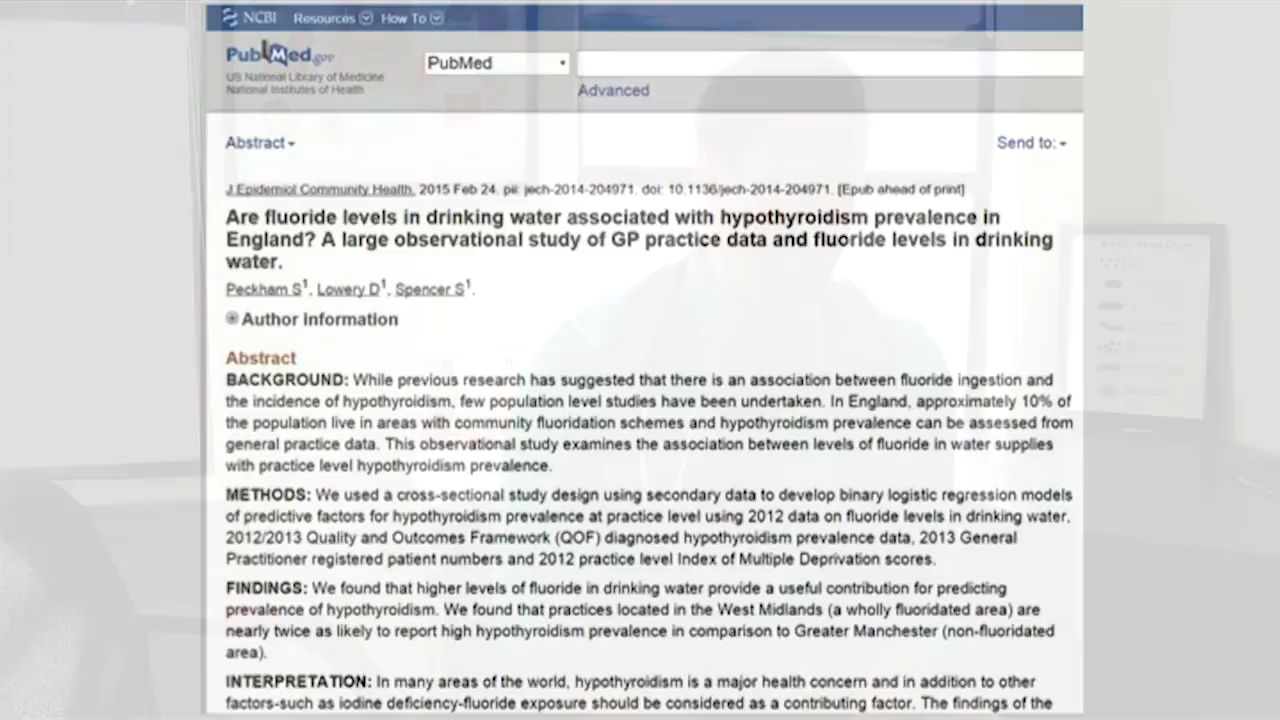 NCBI Resources How To
PubMed.gov
US National Library of Medicine
National Institutes of Health
PubMed
Advanced
Abstract
Send to:
J Epidemiol Community Health. 2015 Feb 24. pii: jech-2014-204971. doi: 10.1136/jech-2014-204971. [Epub ahead of print]
Are fluoride levels in drinking water associated with hypothyroidism prevalence in
England? A large observational study of GP practice data and fluoride levels in drinking
water.
Peckham S1, Lowery D1, Spencer S1.
Author information
Abstract
BACKGROUND: While previous research has suggested that there is an association between fluoride ingestion and
the incidence of hypothyroidism, few population level studies have been undertaken. In England, approximately 10% of
the population live in areas with community fluoridation schemes and hypothyroidism prevalence can be assessed from
general practice data. This observational study examines the association between levels of fluoride in water supplies
with practice level hypothyroidism prevalence.
METHODS: We used a cross-sectional study design using secondary data to develop binary logistic regression models
of predictive factors for hypothyroidism prevalence at practice level using 2012 data on fluoride levels in drinking water,
2012/2013 Quality and Outcomes Framework (QOF) diagnosed hypothyroidism prevalence data, 2013 General
Practitioner registered patient numbers and 2012 practice level Index of Multiple Deprivation scores.
FINDINGS: We found that higher levels of fluoride in drinking water provide a useful contribution for predicting
prevalence of hypothyroidism. We found that practices located in the West Midlands (a wholly fluoridated area) are
nearly twice as likely to report high hypothyroidism prevalence in comparison to Greater Manchester (non-fluoridated
area).
INTERPRETATION: In many areas of the world, hypothyroidism is a major health concern and in addition to other
factors-such as iodine deficiency-fluoride exposure should be considered as a contributing factor. The findings of the